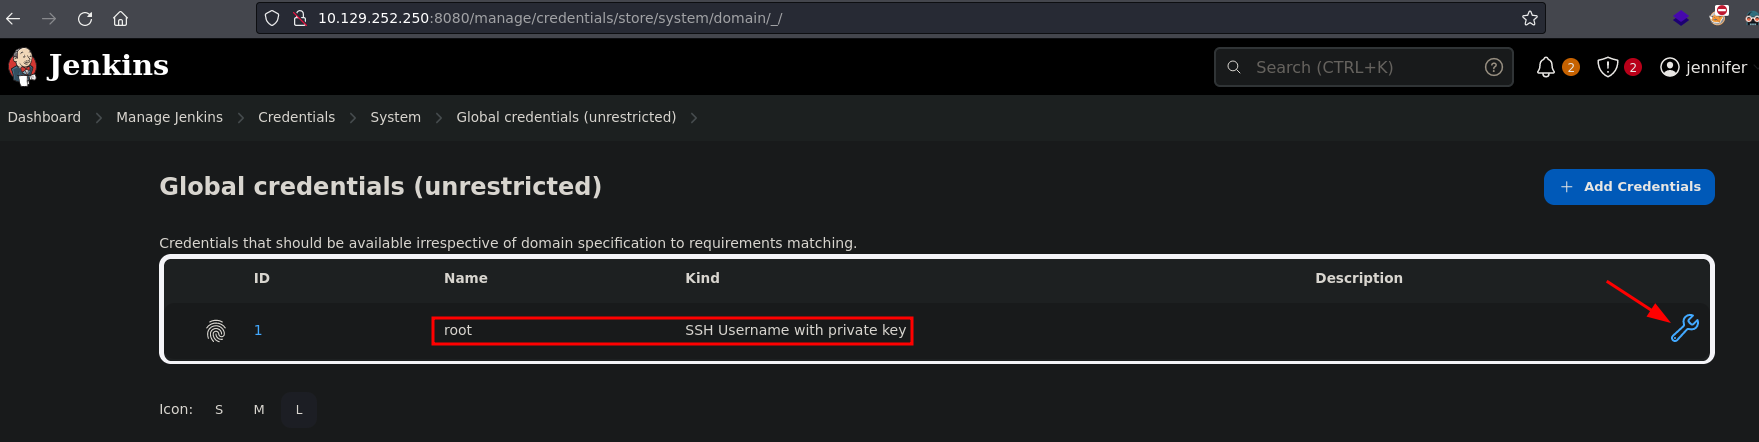 10.129.252.250:8080/manage/credentials/store/system/domain/_/
Jenkins
Search (CTRL+K)
?
2
2
jennifer
Dashboard > Manage Jenkins > Credentials > System > Global credentials (unrestricted) >
Global credentials (unrestricted)
+ Add Credentials
Credentials that should be available irrespective of domain specification to requirements matching.
ID Name Kind Description
1 root SSH Username with private key
Icon: S M L